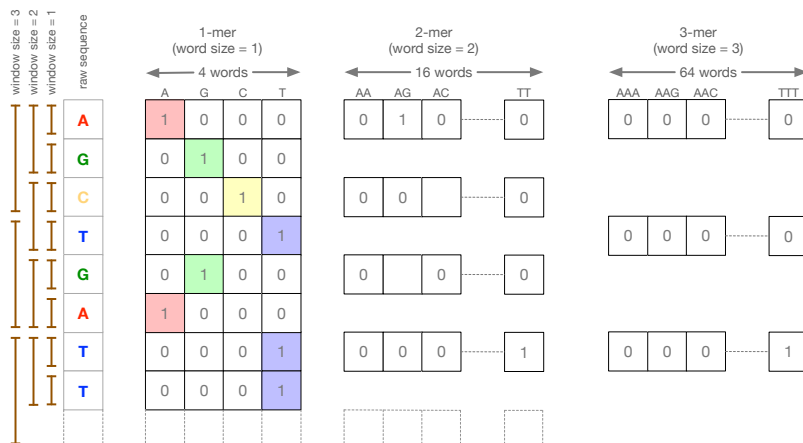 window size = 3
window size = 2
window size = 1
raw sequence
1-mer
(word size = 1)
4 words
A G C T
2-mer
(word size = 2)
16 words
AA AG AC TT
3-mer
(word size = 3)
64 words
AAA AAG AAC TTT
A 1 0 0 0 0 1 0 0 0 0 0 0
G 0 1 0 0
C 0 0 1 0 0 0 0
T 0 0 0 1 0 0 0 0
G 0 1 0 0 0 0 0
A 1 0 0 0
T 0 0 0 1 0 0 0 1 0 0 0 1
T 0 0 0 1